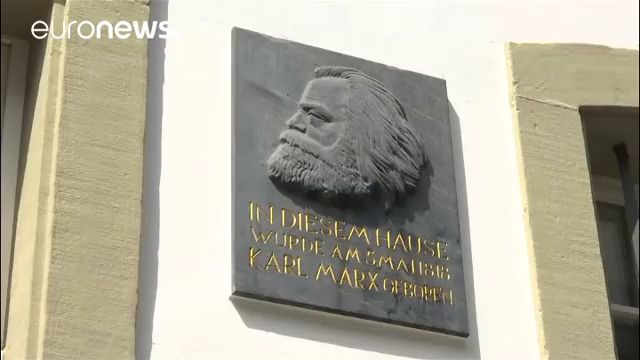 euronews.
IN DIESEM HAUSE
WURDE AM 5. MAI 1818
KARL MARX GEBOREN